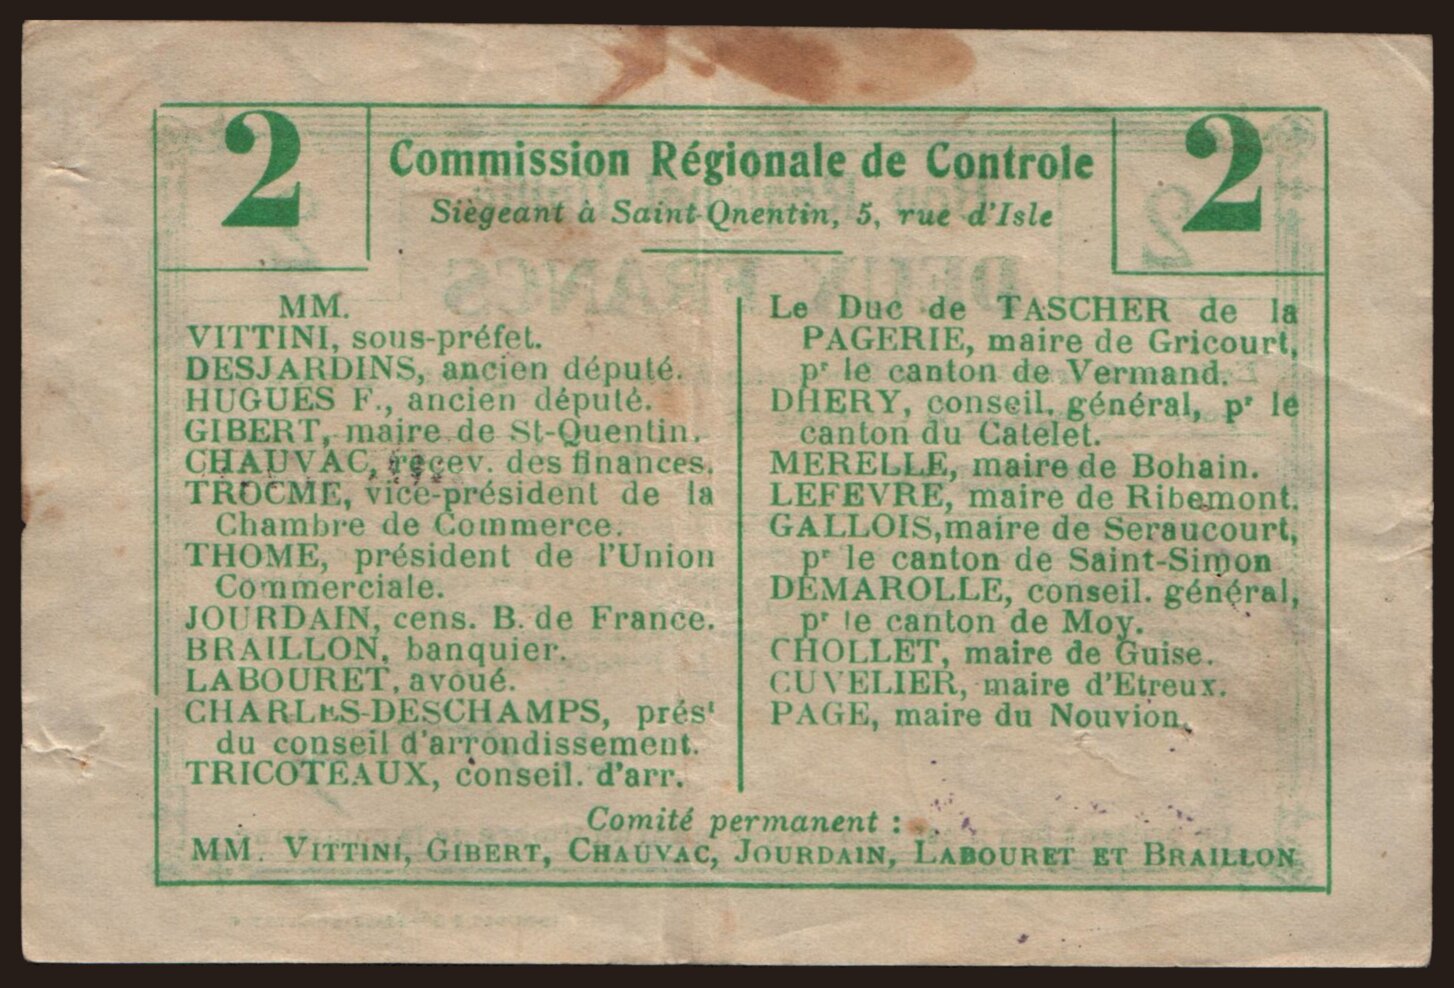 2
2
Commission Régionale de Controle
Siègeant à Saint-Qnentin, 5, rue d'Isle
MM.
VITTINI, sous-préfet.
DESJARDINS, ancien député.
HUGUES F., ancien député.
GIBERT, maire de St-Quentin.
CHAUVAC, recev. des finances.
TROCME, vice-président de la
Chambre de Commerce.
THOME, président de l'Union
Commerciale.
JOURDAIN, cens. B. de France.
BRAILLON, banquier.
LABOURET, avoué.
CHARLES-DESCHAMPS, prést
du conseil d'arrondissement.
TRICOTEAUX, conseil. d'arr.
Le Duc de TASCHER de la
PAGERIE, maire de Gricourt,
pr le canton de Vermand.
DHERY, conseil. général, pr le
canton du Catelet.
MERELLE, maire de Bohain.
LEFEVRE, maire de Ribemont.
GALLOIS, maire de Seraucourt,
pr le canton de Saint-Simon
DEMAROLLE, conseil. général,
pr le canton de Moy.
CHOLLET, maire de Guise.
CUVELIER, maire d'Etreux.
PAGE, maire du Nouvion.
Comité permanent :
MM. VITTINI, GIBERT, CHAUVAC, JOURDAIN, LABOURET ET BRAILLON
DEUX FRANCS
2